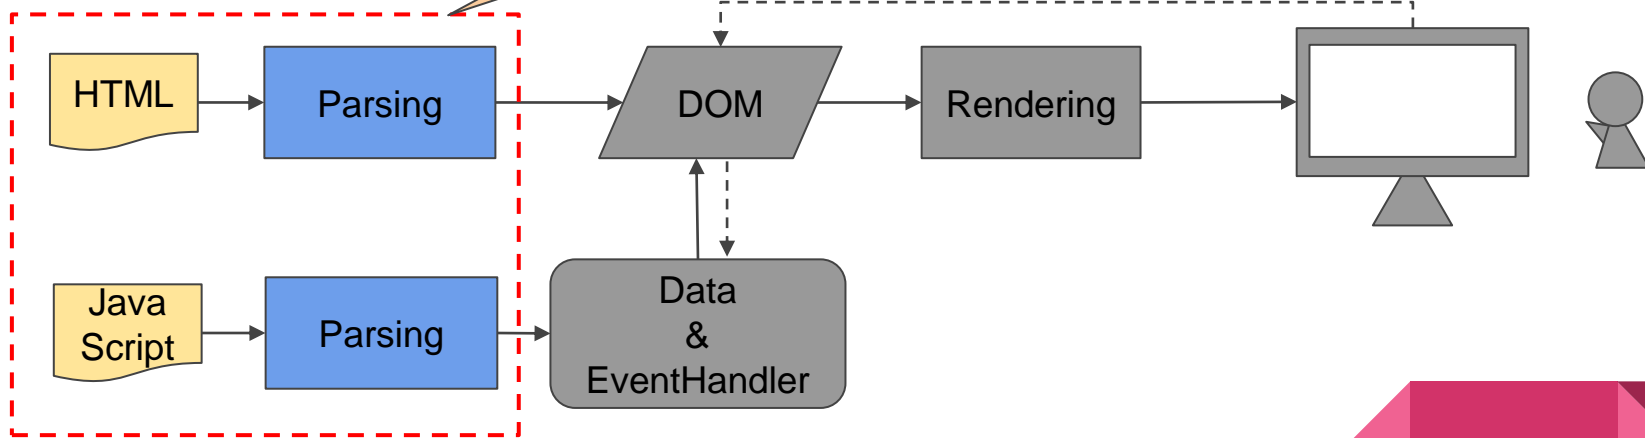 HTML
Parsing
DOM
Rendering
Java
Script
Parsing
Data
&
EventHandler